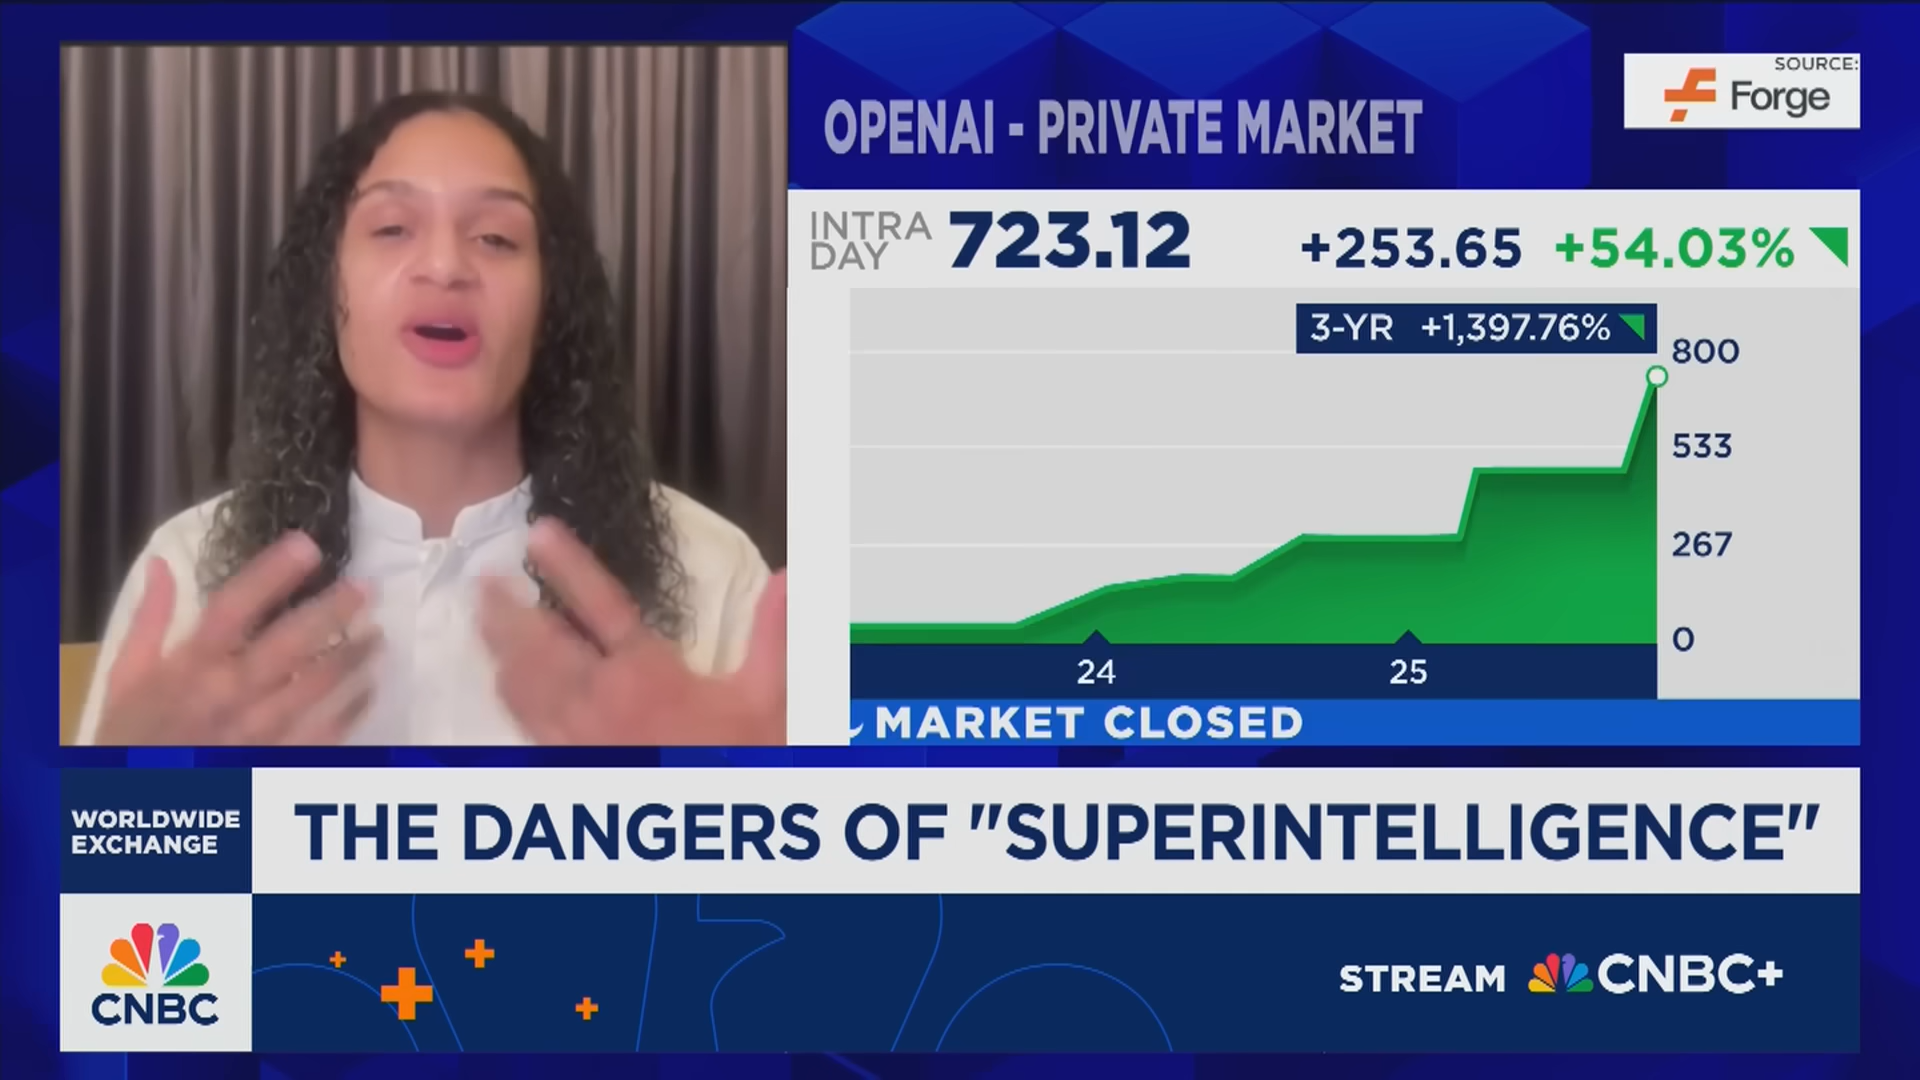 SOURCE:
Forge
OPENAI - PRIVATE MARKET
INTRA
DAY
723.12
+253.65
+54.03%
3-YR +1,397.76%
800
533
267
0
24
25
MARKET CLOSED
WORLDWIDE
EXCHANGE
THE DANGERS OF "SUPERINTELLIGENCE"
CNBC
STREAM CNBC+